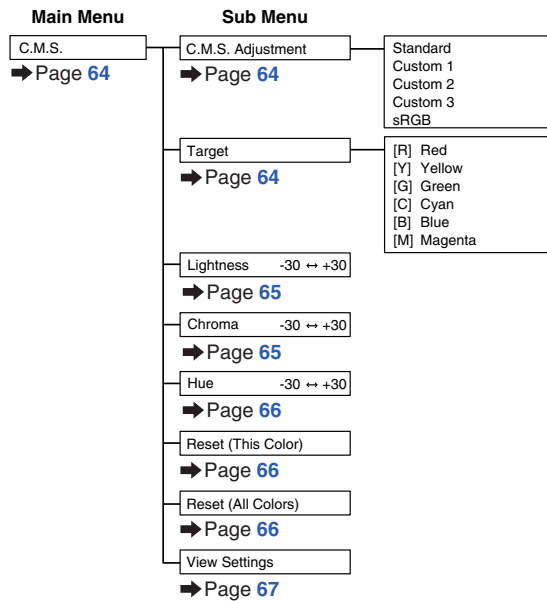 Main Menu
Sub Menu
C.M.S.
➡ Page 64
C.M.S. Adjustment
➡ Page 64
Standard
Custom 1
Custom 2
Custom 3
sRGB
Target
➡ Page 64
[R] Red
[Y] Yellow
[G] Green
[C] Cyan
[B] Blue
[M] Magenta
Lightness -30 ↔ +30
➡ Page 65
Chroma -30 ↔ +30
➡ Page 65
Hue -30 ↔ +30
➡ Page 66
Reset (This Color)
➡ Page 66
Reset (All Colors)
➡ Page 66
View Settings
➡ Page 67